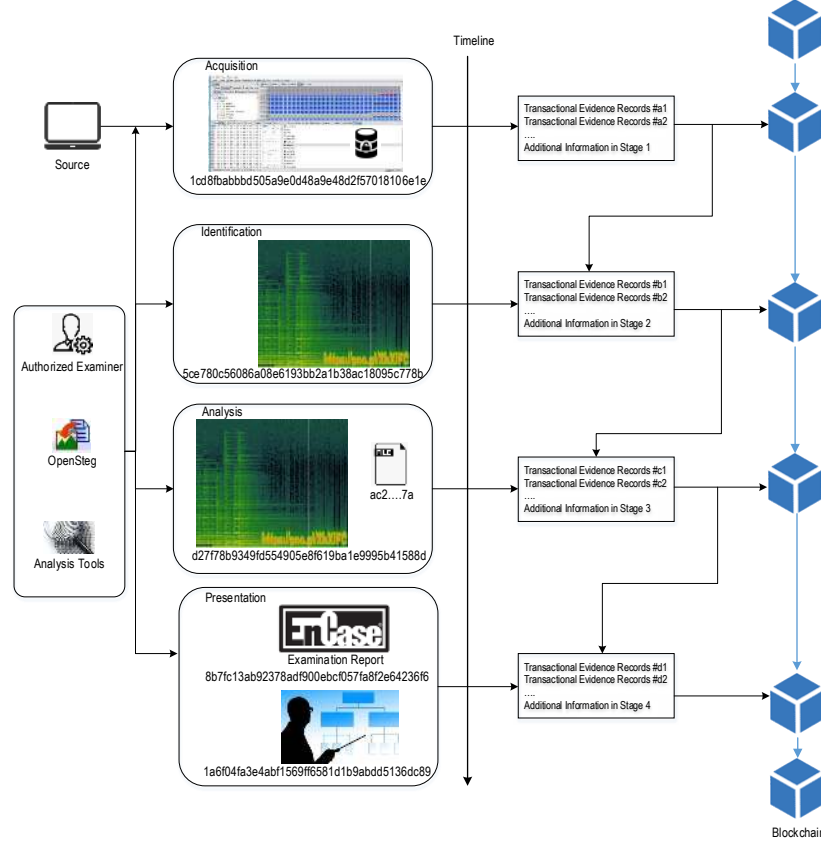 Timeline
Acquisition
Source
1cd8fbabbbd505a9e0d48a9e48d2f57018106e1e
Transactional Evidence Records #a1
Transactional Evidence Records #a2
....
Additional Information in Stage 1
Identification
5ce780c56086a08e6193bb2a1b38ac18095c778b
Transactional Evidence Records #b1
Transactional Evidence Records #b2
....
Additional Information in Stage 2
Authorized Examiner
OpenSteg
Analysis Tools
Analysis
ac2....7a
d27f78b9349fd554905e8f619ba1e9995b41588d
Transactional Evidence Records #c1
Transactional Evidence Records #c2
....
Additional Information in Stage 3
Presentation
EnCase
Examination Report
8b7fc13ab92378adf900ebcf057fa8f2e64236f6
1a6f04fa3e4abf1569ff6581d1b9abdd5136dc89
Transactional Evidence Records #d1
Transactional Evidence Records #d2
....
Additional Information in Stage 4
Blockchain